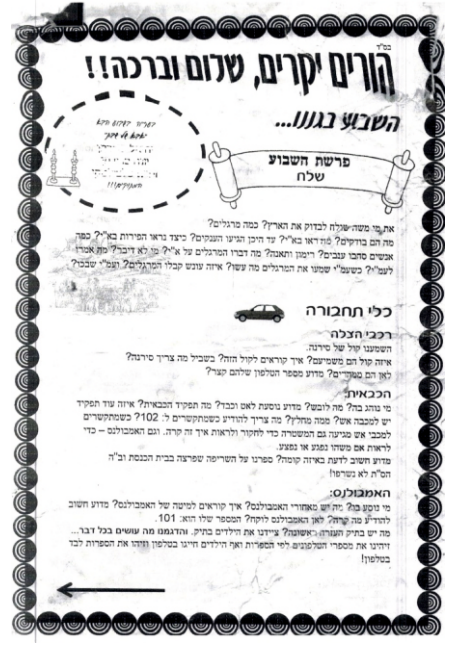 בס"ד
הורים יקרים, שלום וברכה!!
השבוע בגננו...
פרשת השבוע
שלח
את מי משה שולח לבדוק את הארץ? כמה מרגלים?
מה הם בודקים? מה ראו בא"י? עד היכן הגיעו הענקים? כיצד נראו הפירות בא"י? כמה
אנשים סחבו ענבים? רימון ותאנה? מה דברו המרגלים על א"י? מי לא דיבר? מה אמרו
לעמ"י? כשעמ"י שמעו את המרגלים מה עשו? איזה עונש קבלו המרגלים? ועמ"י שבכו?
כלי תחבורה
רכבי הצלה
השמענו קול של סירנה.
איזה קול הם משמיעים? איך קוראים לקול הזה? בשביל מה צריך סירנה?
לאן הם ממהרים? מדוע מספר הטלפון שלהם קצר?
הכבאית:
מי נוהג בה? מה לובש? מדוע נוסעת לאט וכבד? מה תפקיד הכבאית? איזה עוד תפקיד
יש למכבה אש? ממה מחלץ? מה צריך להודיע כשמתקשרים ל: 102? כשמתקשרים
למכבי אש מגיעה גם המשטרה כדי לחקור ולראות איך זה קרה. וגם האמבולנס – כדי
לראות אם משהו נפגע או נפצע.
מדוע חשוב לדעת באיזה קומה? ספרנו על השריפה שפרצה בבית הכנסת וב"ה
הס"ת לא נשרפו!
האמבולנס:
מי נוסע בו? מה יש מאחורי האמבולנס? איך קוראים למיטה של האמבולנס? מדוע חשוב
להודיע מה קרה? לאן האמבולנס לוקח? המספר שלו הוא: 101.
מה יש בתיק העזרה הראשונה? ציידנו את הילדים בתיק. והדגמנו מה עושים בכל דבר...
זיהינו את מספרי הטלפונים לפי הספרות ואף הילדים חייגו בטלפון וזיהו את הספרות לבד
בטלפון!